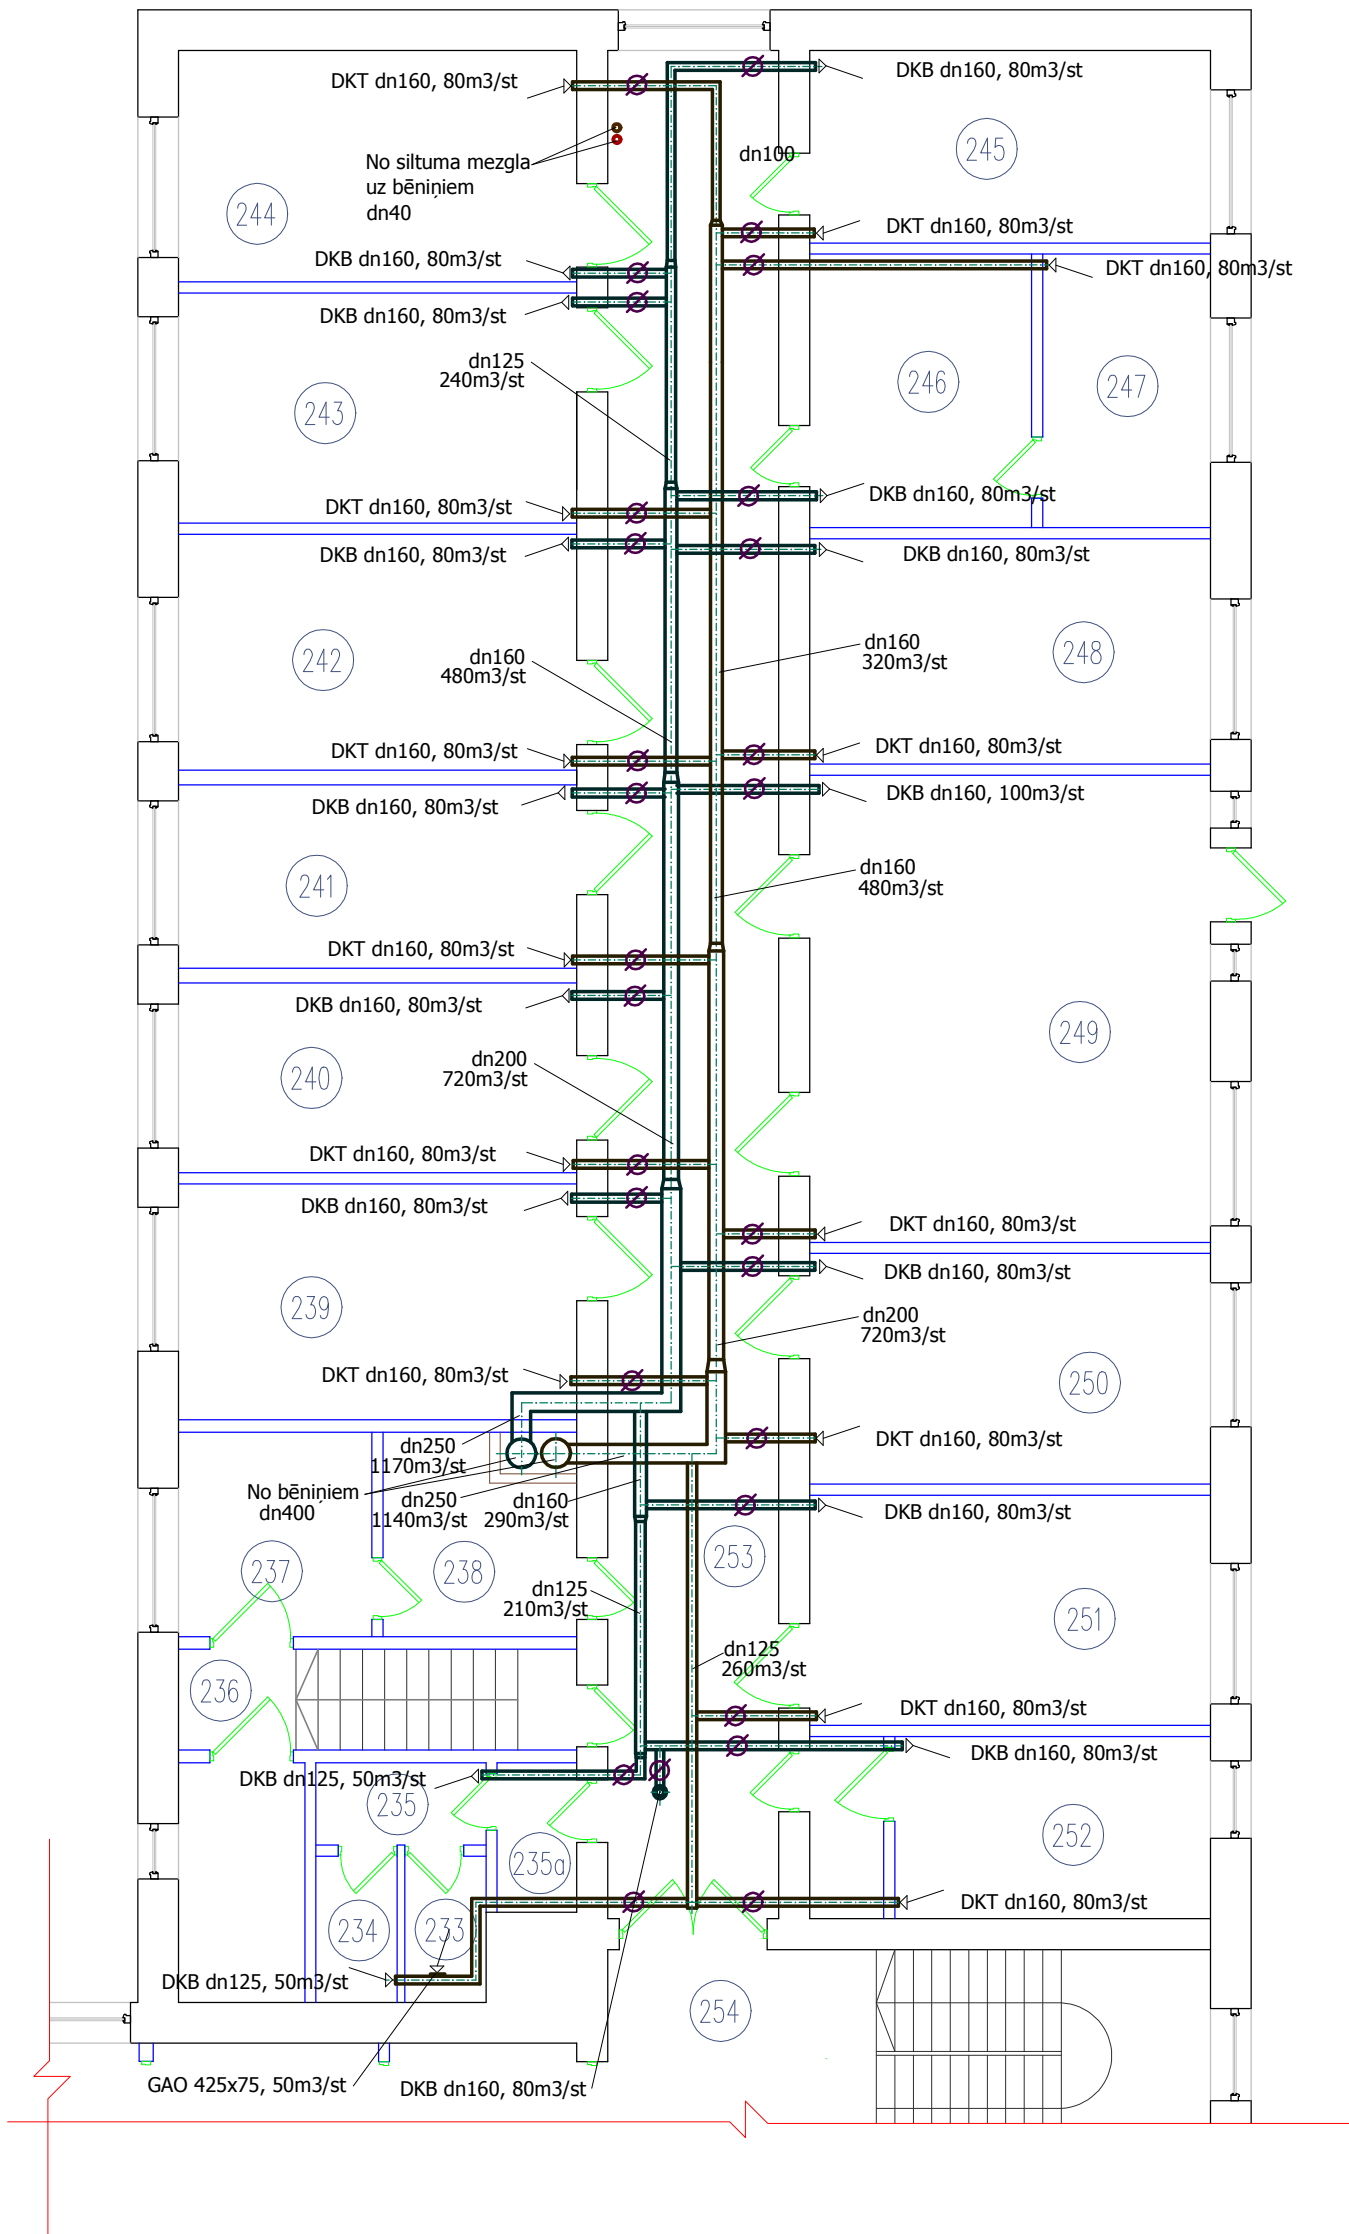 DKT dn160, 80m3/st
DKB dn160, 80m3/st
No siltuma mezgla
uz bēniņiem
dn40
dn100
245
244
DKT dn160, 80m3/st
DKB dn160, 80m3/st
DKT dn160, 80m3/st
DKB dn160, 80m3/st
dn125
240m3/st
246
247
243
DKT dn160, 80m3/st
DKB dn160, 80m3/st
DKB dn160, 80m3/st
DKB dn160, 80m3/st
dn160
480m3/st
dn160
320m3/st
242
248
DKT dn160, 80m3/st
DKT dn160, 80m3/st
DKB dn160, 80m3/st
DKB dn160, 100m3/st
dn160
480m3/st
241
DKT dn160, 80m3/st
DKB dn160, 80m3/st
249
dn200
720m3/st
240
DKT dn160, 80m3/st
DKB dn160, 80m3/st
DKT dn160, 80m3/st
DKB dn160, 80m3/st
239
dn200
720m3/st
DKT dn160, 80m3/st
250
dn250
1170m3/st
DKT dn160, 80m3/st
No bēniņiem
dn400
dn250
1140m3/st
dn160
290m3/st
DKB dn160, 80m3/st
253
237
238
dn125
210m3/st
251
dn125
260m3/st
236
DKT dn160, 80m3/st
DKB dn160, 80m3/st
DKB dn125, 50m3/st
235
252
235a
DKT dn160, 80m3/st
234
233
DKB dn125, 50m3/st
254
GAO 425x75, 50m3/st
DKB dn160, 80m3/st